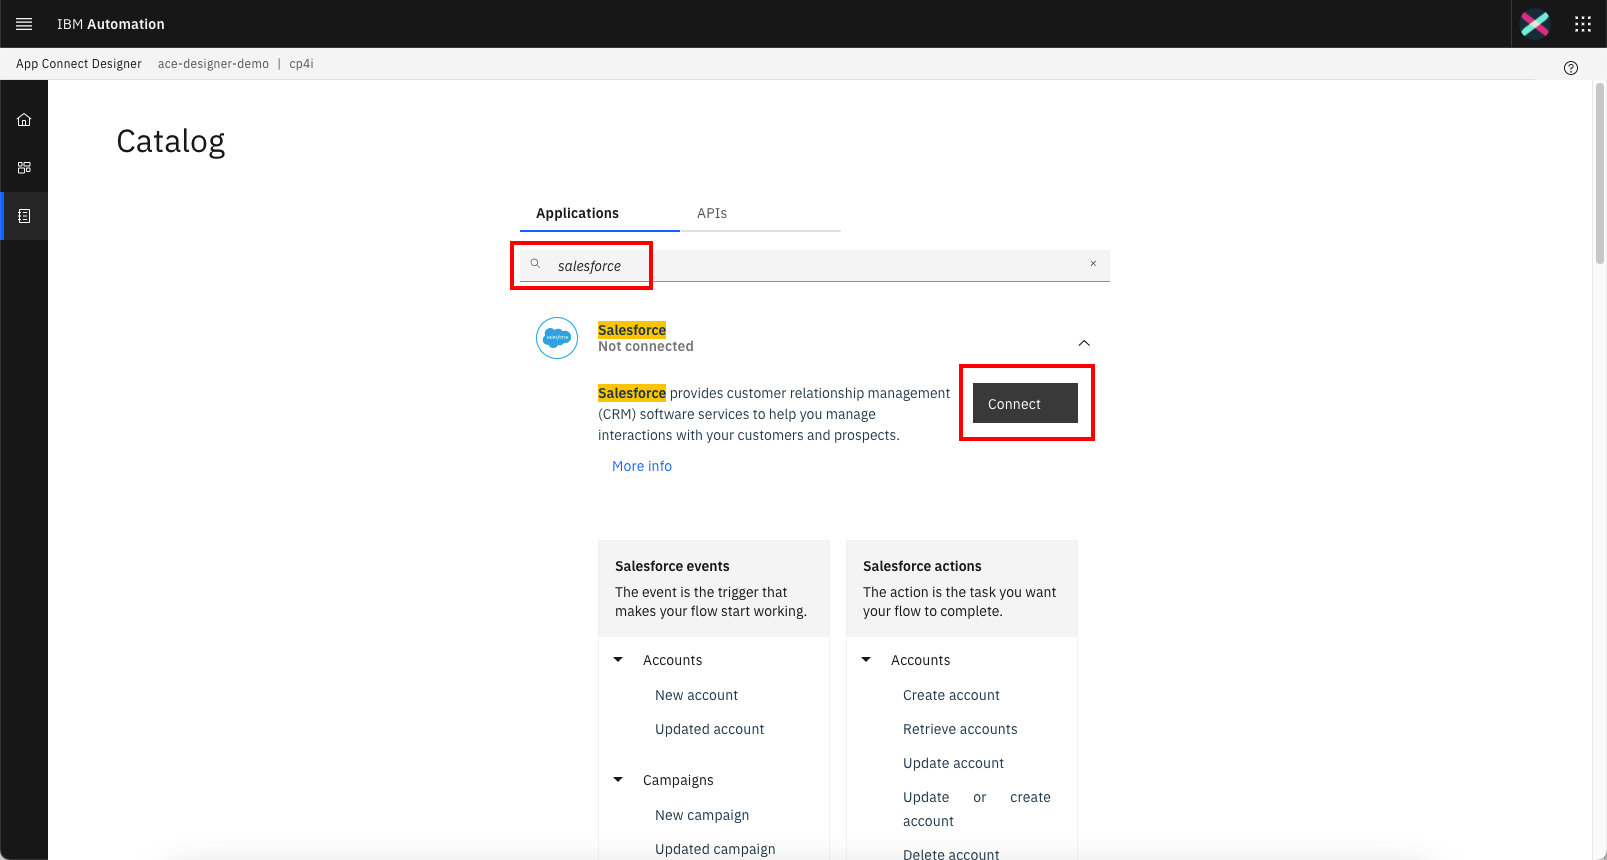 IBM Automation
App Connect Designer ace-designer-demo | cp4i
Catalog
Applications APIs
salesforce
salesforce
Salesforce
Not connected
Salesforce provides customer relationship management
(CRM) software services to help you manage
interactions with your customers and prospects.
Connect
More info
Salesforce events
The event is the trigger that
makes your flow start working.
Accounts
New account
Updated account
Campaigns
New campaign
Updated campaign
Salesforce actions
The action is the task you want
your flow to complete.
Accounts
Create account
Retrieve accounts
Update account
Update or create
account
Delete account